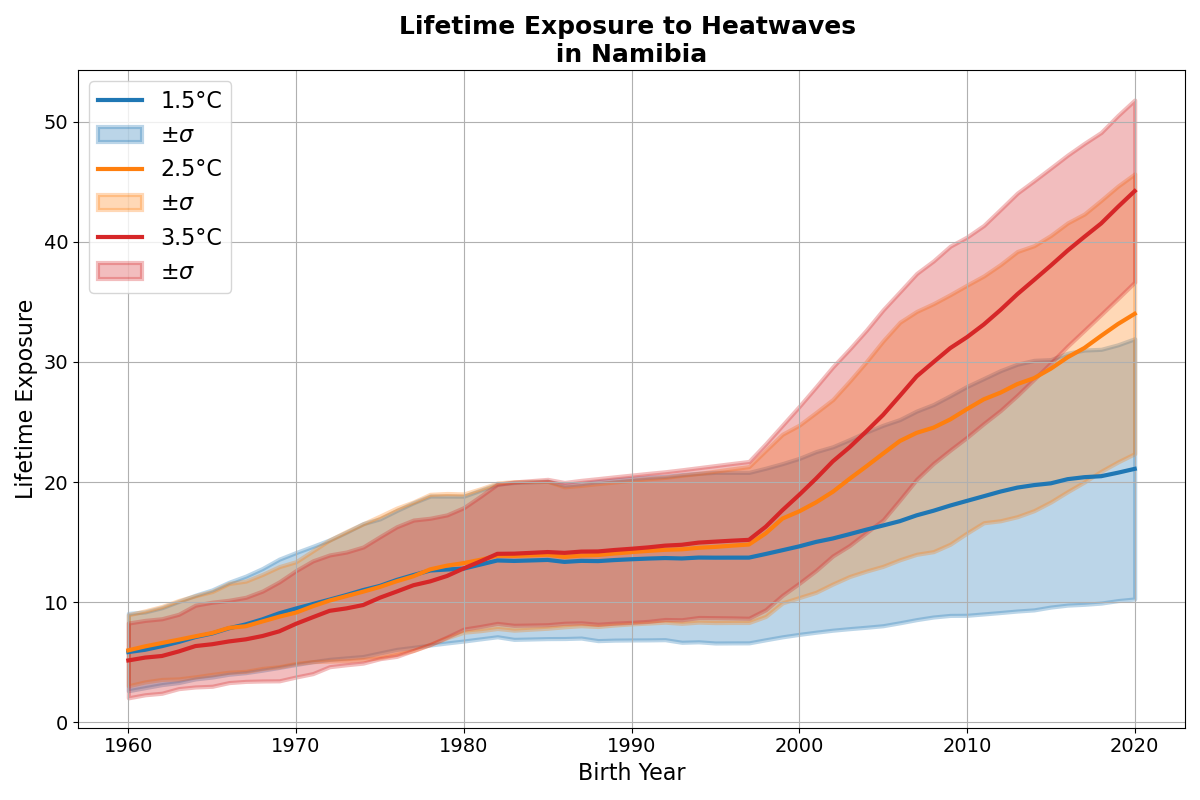 Lifetime Exposure to Heatwaves
in Namibia
1.5°C
±σ
2.5°C
±σ
3.5°C
±σ
Lifetime Exposure
50
40
30
20
10
0
1960 1970 1980 1990 2000 2010 2020
Birth Year